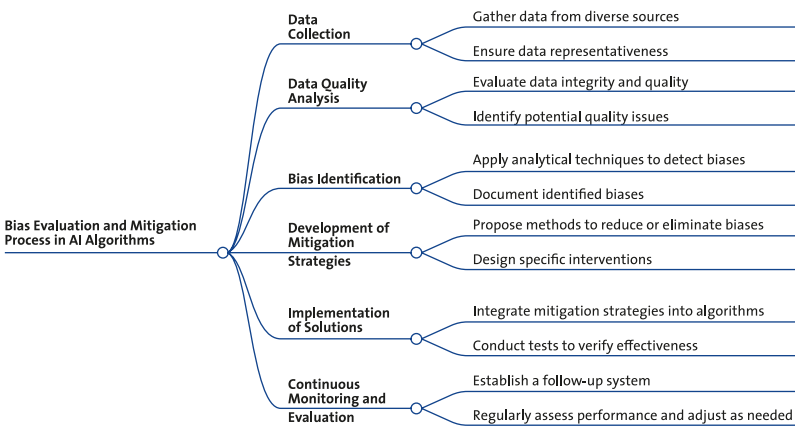 Bias Evaluation and Mitigation
Process in AI Algorithms
Data
Collection
Gather data from diverse sources
Ensure data representativeness
Data Quality
Analysis
Evaluate data integrity and quality
Identify potential quality issues
Bias Identification
Apply analytical techniques to detect biases
Document identified biases
Development of
Mitigation
Strategies
Propose methods to reduce or eliminate biases
Design specific interventions
Implementation
of Solutions
Integrate mitigation strategies into algorithms
Conduct tests to verify effectiveness
Continuous
Monitoring and
Evaluation
Establish a follow-up system
Regularly assess performance and adjust as needed